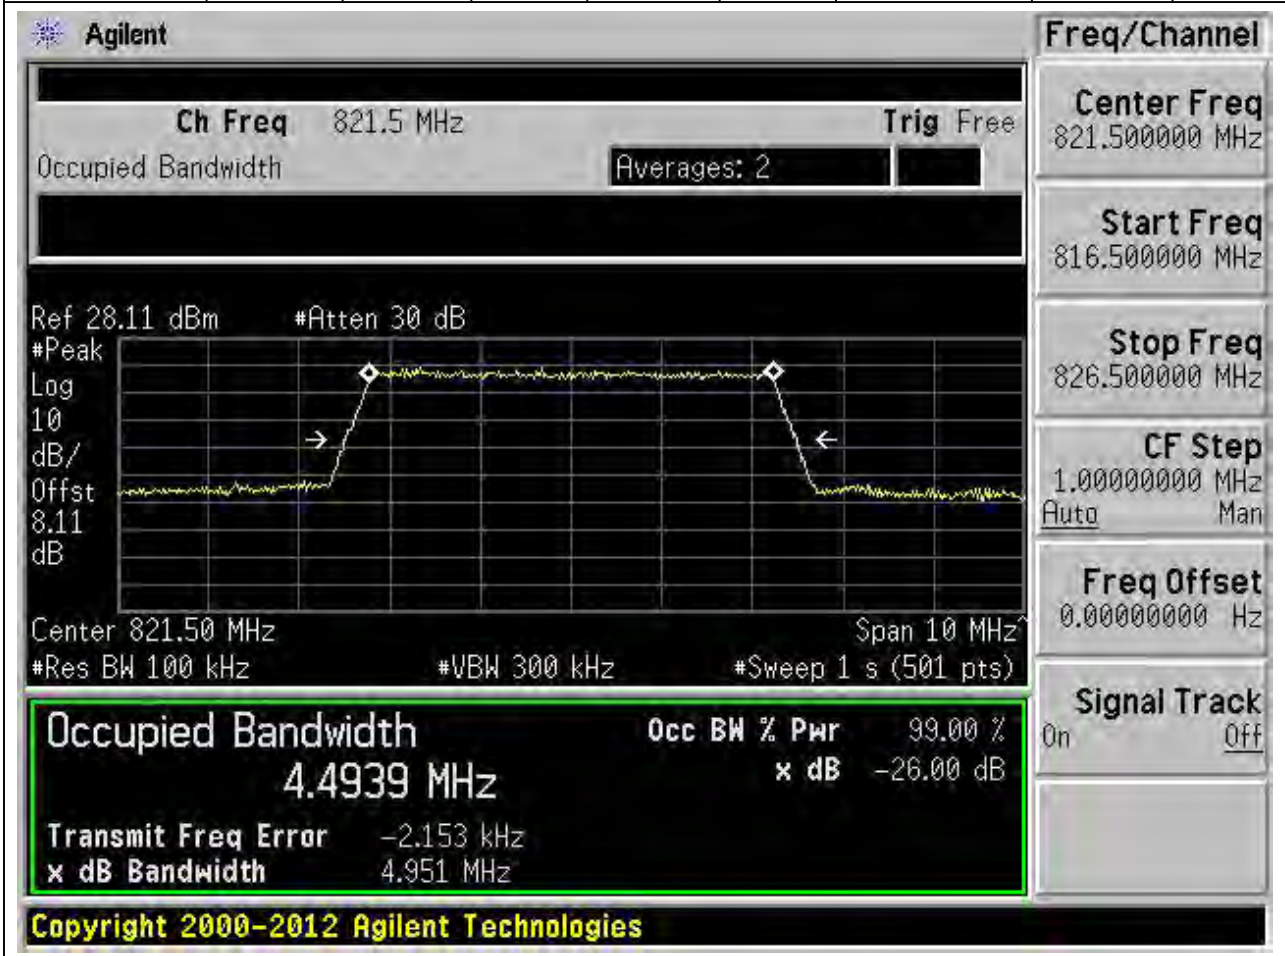 Agilent
Freq/Channel
Ch Freq 821.5 MHz Trig Free
Occupied Bandwidth Averages: 2
Center Freq
821.500000 MHz
Start Freq
816.500000 MHz
Stop Freq
826.500000 MHz
CF Step
1.00000000 MHz
Auto Man
Freq Offset
0.00000000 Hz
Signal Track
On Off
Ref 28.11 dBm #Atten 30 dB
#Peak
Log
10
dB/
Offst
8.11
dB
Center 821.50 MHz Span 10 MHz^
#Res BW 100 kHz #VBW 300 kHz #Sweep 1 s (501 pts)
Occupied Bandwidth Occ BW % Pwr 99.00 %
4.4939 MHz x dB -26.00 dB
Transmit Freq Error -2.153 kHz
x dB Bandwidth 4.951 MHz
Copyright 2000-2012 Agilent Technologies